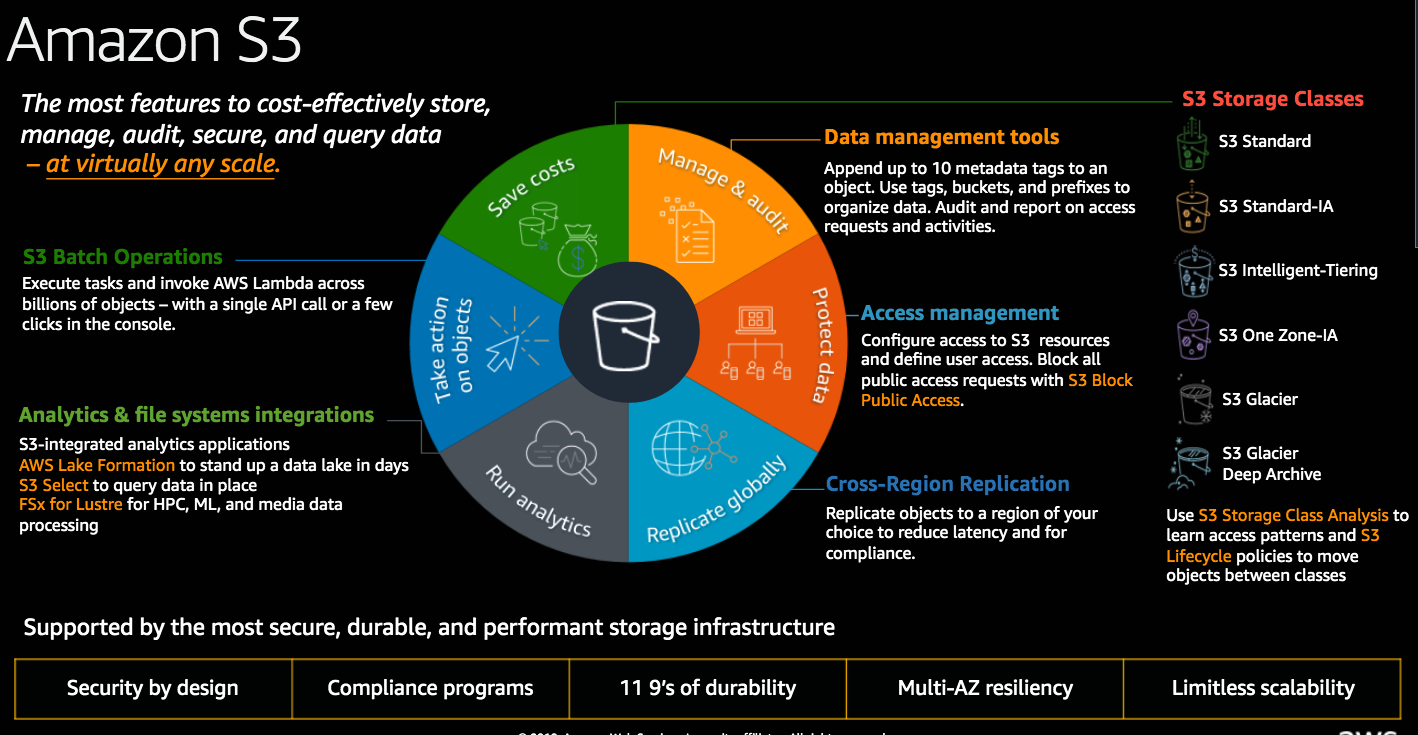 Amazon S3
The most features to cost-effectively store,
manage, audit, secure, and query data
– at virtually any scale.
S3 Batch Operations
Execute tasks and invoke AWS Lambda across
billions of objects – with a single API call or a few
clicks in the console.
Analytics & file systems integrations
S3-integrated analytics applications
AWS Lake Formation to stand up a data lake in days
S3 Select to query data in place
FSx for Lustre for HPC, ML, and media data
processing
Save costs
Manage & audit
Protect data
Replicate globally
Run analytics
Take action
on objects
Data management tools
Append up to 10 metadata tags to an
object. Use tags, buckets, and prefixes to
organize data. Audit and report on access
requests and activities.
Access management
Configure access to S3 resources
and define user access. Block all
public access requests with S3 Block
Public Access.
Cross-Region Replication
Replicate objects to a region of your
choice to reduce latency and for
compliance.
S3 Storage Classes
S3 Standard
S3 Standard-IA
S3 Intelligent-Tiering
S3 One Zone-IA
S3 Glacier
S3 Glacier
Deep Archive
Use S3 Storage Class Analysis to
learn access patterns and S3
Lifecycle policies to move
objects between classes
Supported by the most secure, durable, and performant storage infrastructure
Security by design
Compliance programs
11 9’s of durability
Multi-AZ resiliency
Limitless scalability
aws